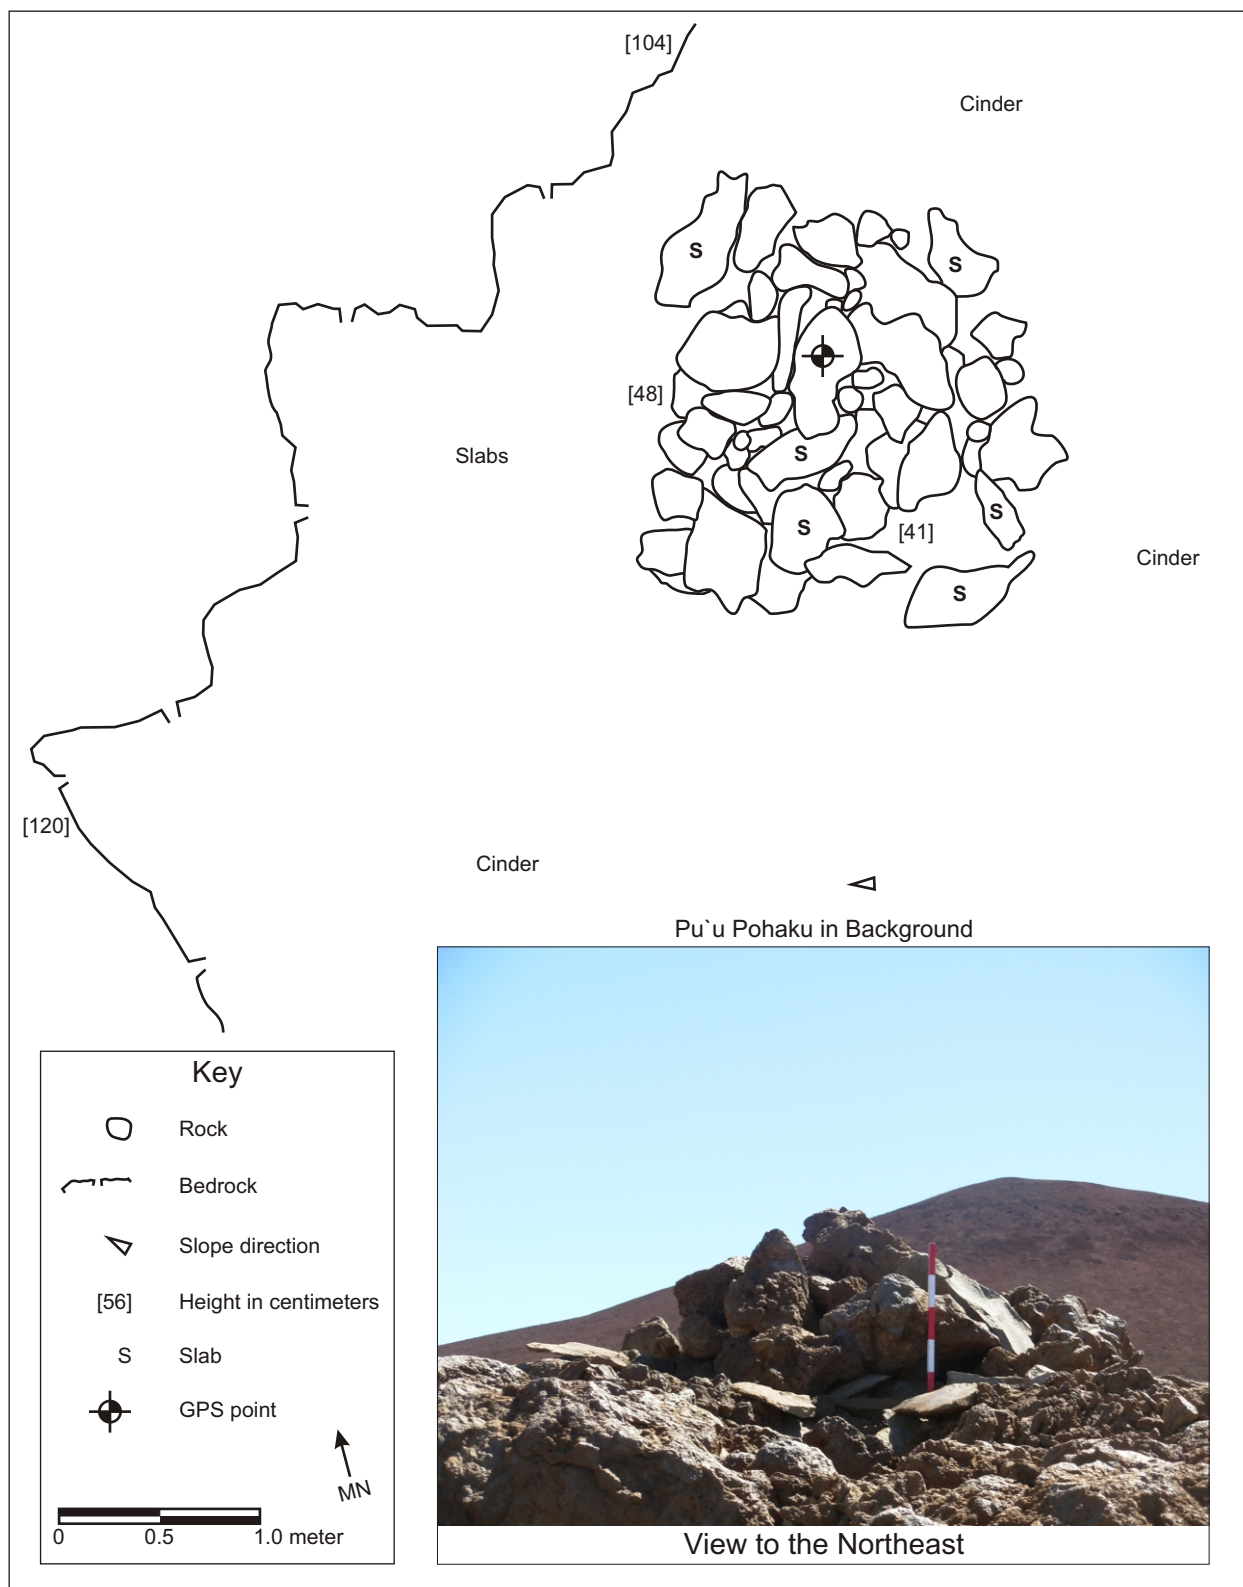 [104]
Cinder
S
S
[48]
Slabs
S
S
S
[41]
Cinder
S
[120]
Cinder
Pu`u Pohaku in Background
Key
Rock
Bedrock
Slope direction
[56] Height in centimeters
S Slab
GPS point
MN
0 0.5 1.0 meter
View to the Northeast